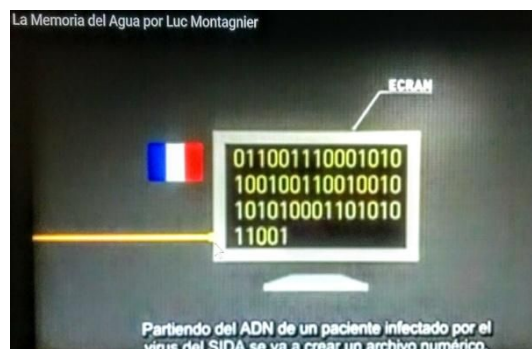 La Memoria del Agua por Luc Montagnier
ECRAN
011001110001010
100100110010010
101010001101010
11001
Partiendo del ADN de un paciente infectado por el
virus del SIDA se va a crear un archivo numérico